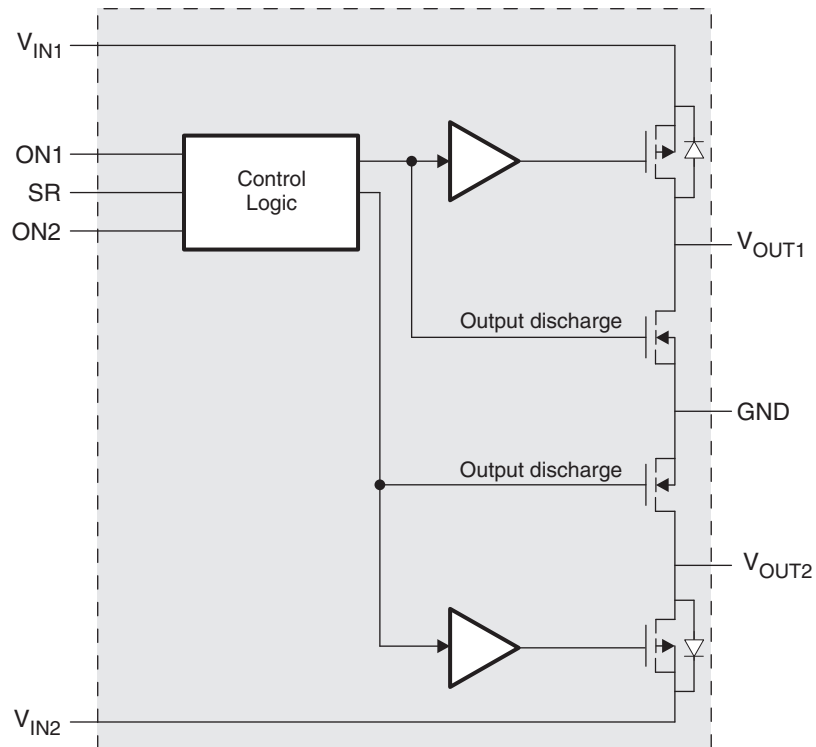 VIN1
ON1
SR
ON2
Control
Logic
VOUT1
Output discharge
GND
Output discharge
VOUT2
VIN2